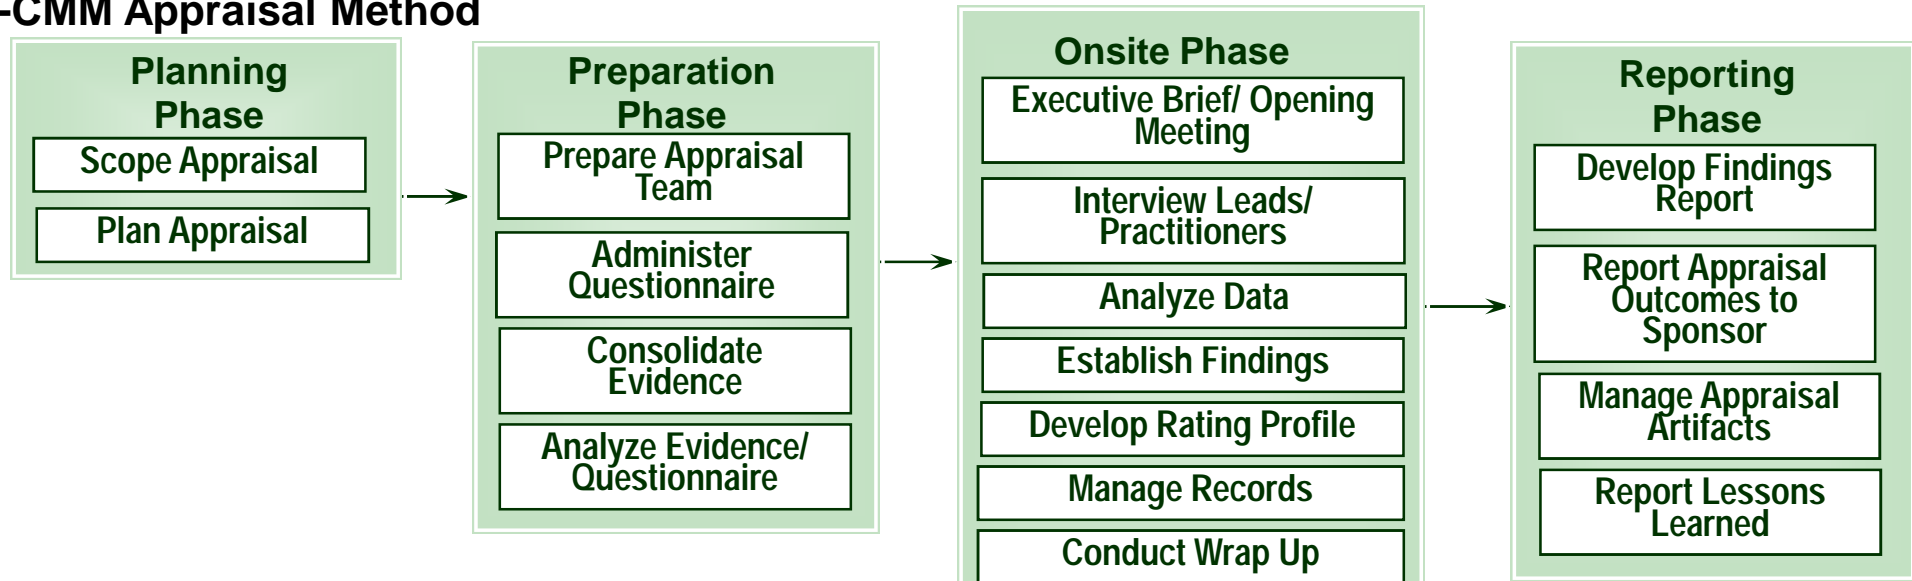 -CMM Appraisal Method
Planning
Phase
Scope Appraisal
Plan Appraisal
Preparation
Phase
Prepare Appraisal
Team
Administer
Questionnaire
Consolidate
Evidence
Analyze Evidence/
Questionnaire
Onsite Phase
Executive Brief/ Opening
Meeting
Interview Leads/
Practitioners
Analyze Data
Establish Findings
Develop Rating Profile
Manage Records
Conduct Wrap Up
Reporting
Phase
Develop Findings
Report
Report Appraisal
Outcomes to
Sponsor
Manage Appraisal
Artifacts
Report Lessons
Learned